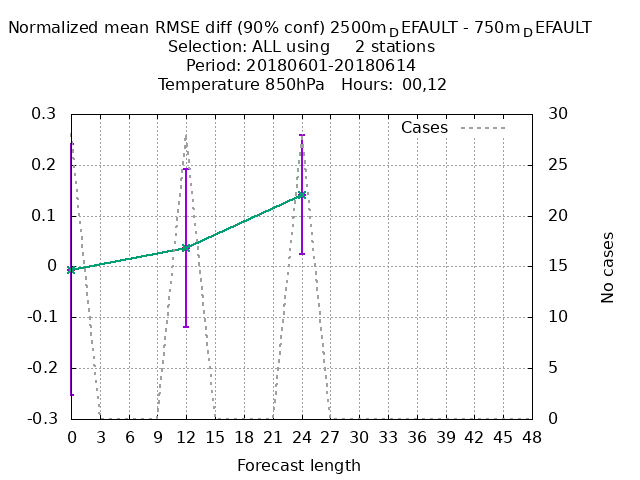 Normalized mean RMSE diff (90% conf) 2500mDEFAULT - 750mDEFAULT
Selection: ALL using 2 stations
Period: 20180601-20180614
Temperature 850hPa Hours: 00,12
Cases
0.3
0.2
0.1
0
-0.1
-0.2
-0.3
30
25
20
15
10
5
0
No cases
0 3 6 9 12 15 18 21 24 27 30 33 36 39 42 45 48
Forecast length